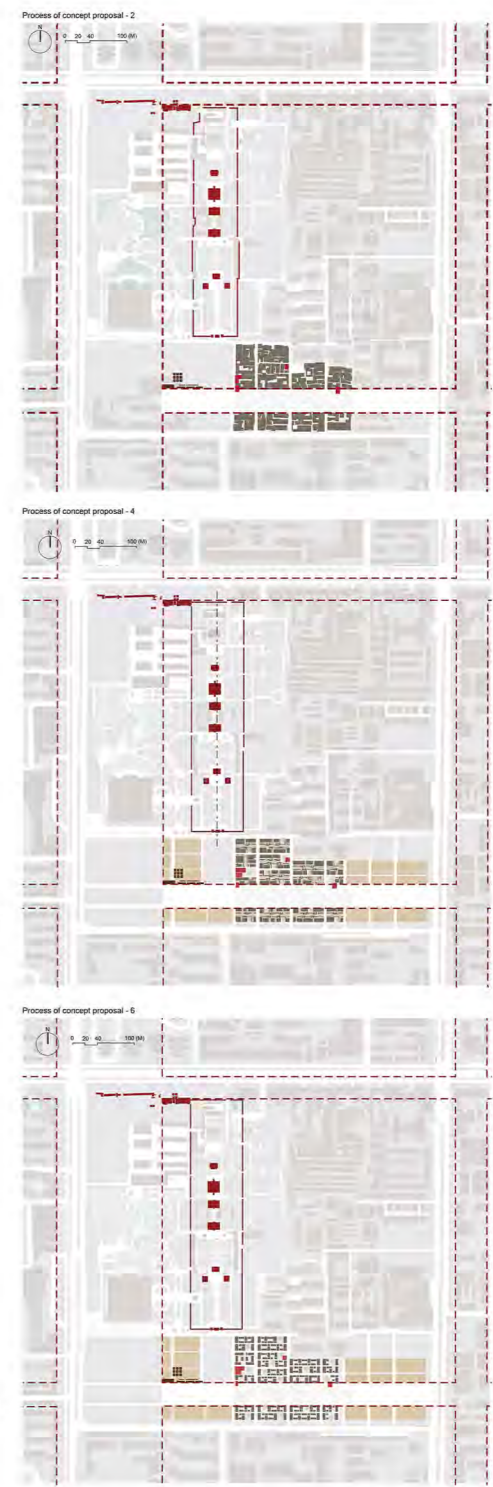 Process of concept proposal - 2
N
0 20 40 100 (M)
Process of concept proposal - 4
N
0 20 40 100 (M)
Process of concept proposal - 6
N
0 20 40 100 (M)